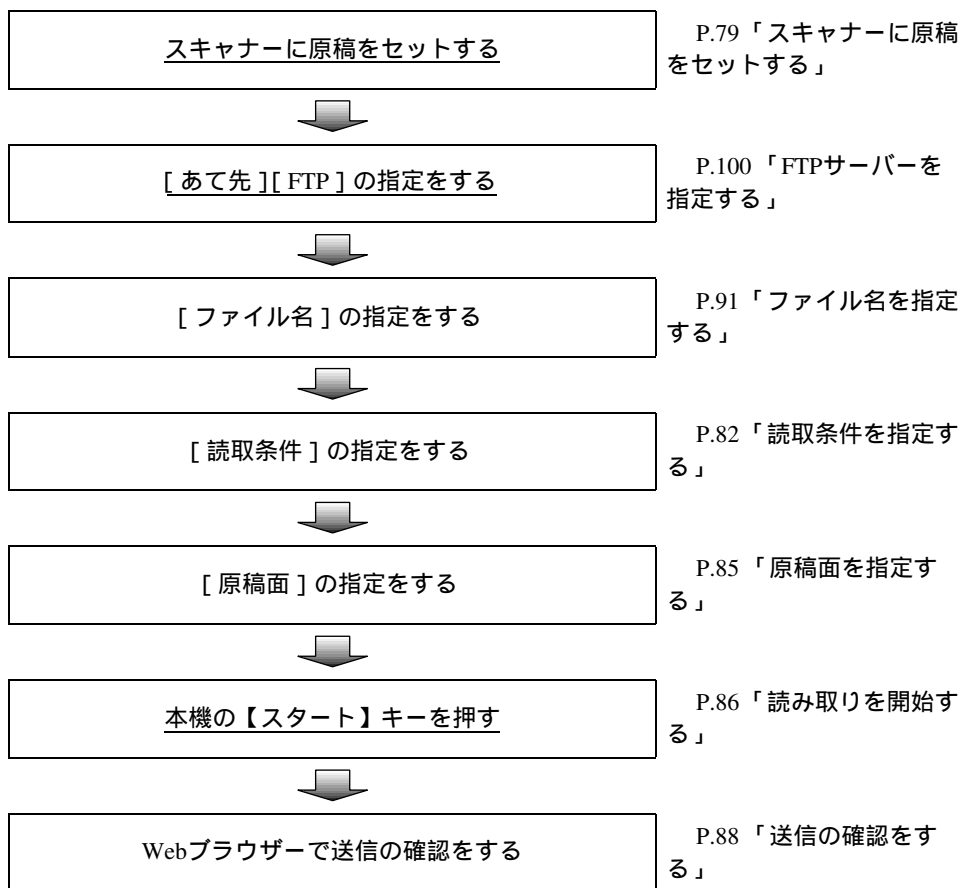 スキャナーに原稿をセットする
P.79「スキャナーに原稿
をセットする」
[ あて先 ][ FTP ] の指定をする
P.100「FTPサーバーを
指定する」
[ ファイル名 ] の指定をする
P.91「ファイル名を指定
する」
[ 読取条件 ] の指定をする
P.82「読取条件を指定す
る」
[ 原稿面 ] の指定をする
P.85「原稿面を指定す
る」
本機の【スタート】キーを押す
P.86「読み取りを開始す
る」
Webブラウザーで送信の確認をする
P.88「送信の確認をす
る」